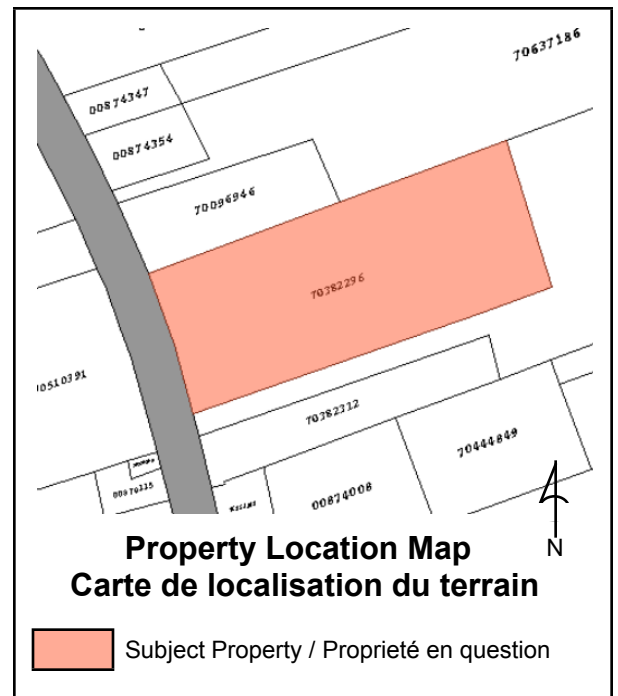 70637186
00874347
00874354
70096946
70382296
70382312
70444849
00874008
Property Location Map
Carte de localisation du terrain
N
Subject Property / Proprieté en question